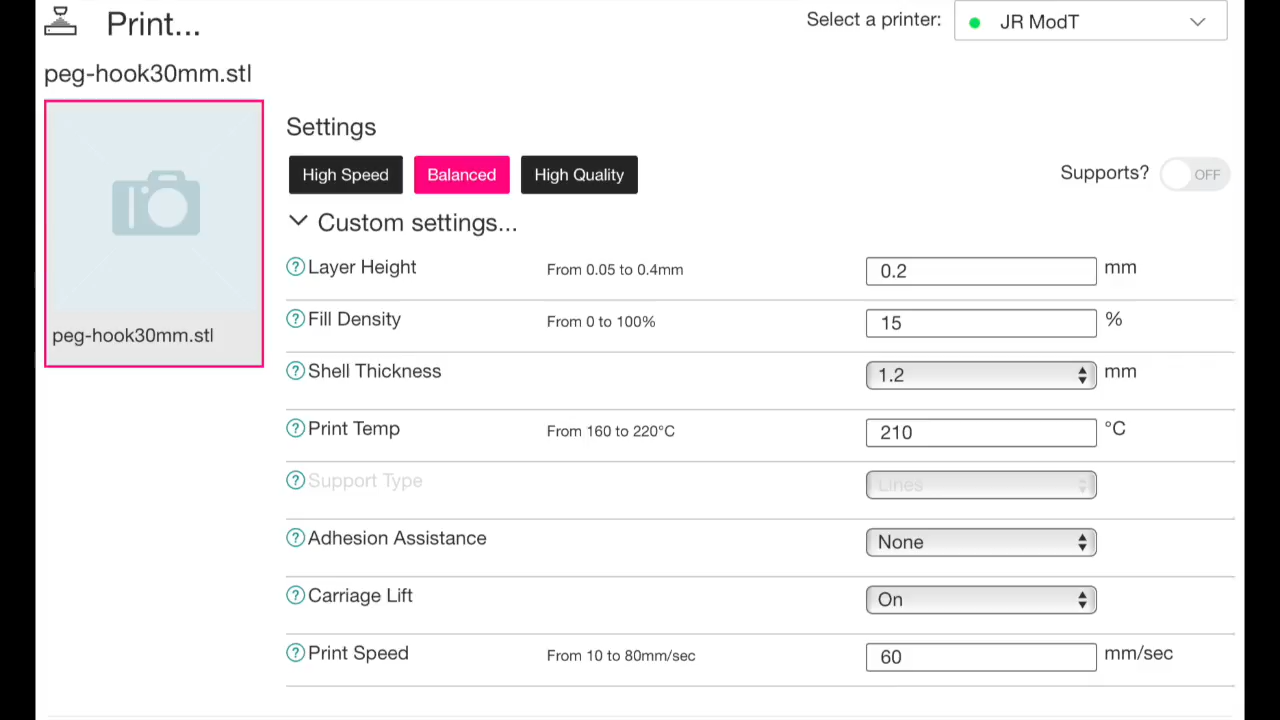 Print...
Select a printer:
JR ModT
peg-hook30mm.stl
peg-hook30mm.stl
Settings
High Speed
Balanced
High Quality
Supports?
OFF
Custom settings...
Layer Height From 0.05 to 0.4mm 0.2 mm
Fill Density From 0 to 100% 15 %
Shell Thickness 1.2 mm
Print Temp From 160 to 220°C 210 °C
Support Type Lines
Adhesion Assistance None
Carriage Lift On
Print Speed From 10 to 80mm/sec 60 mm/sec